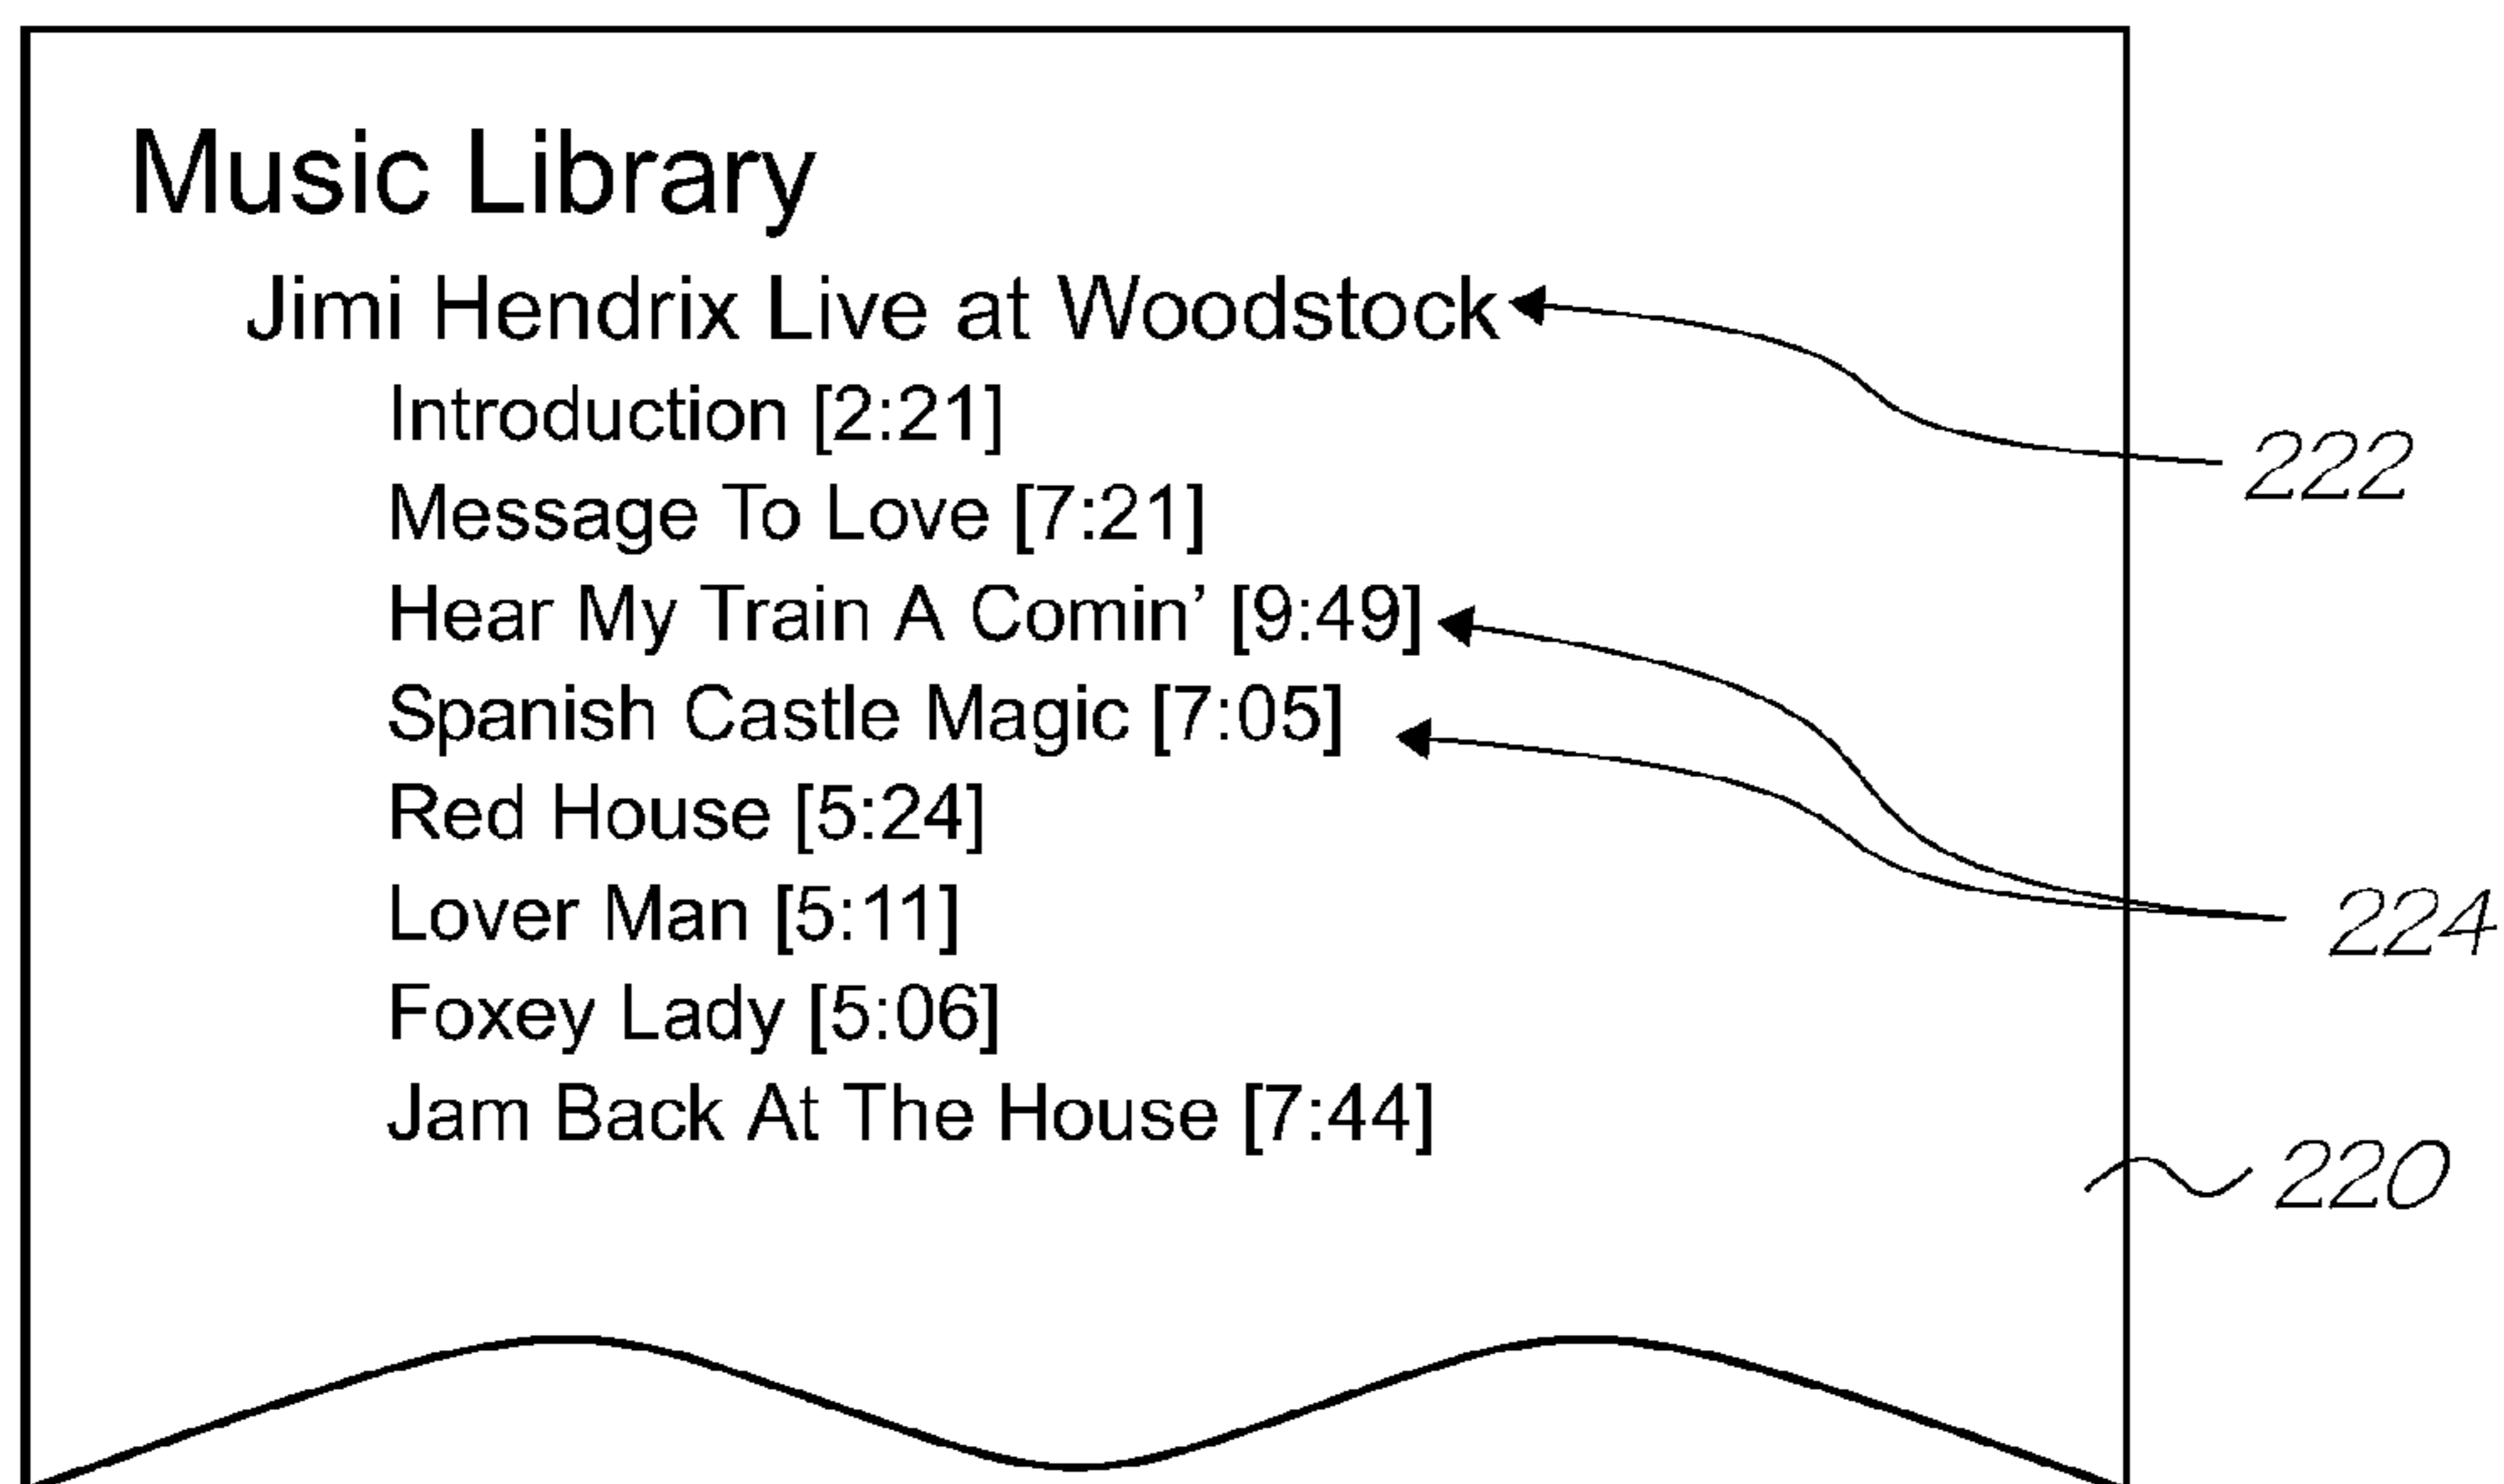 Music Library
Jimi Hendrix Live at Woodstock
Introduction [2:21]
222
Message To Love [7:21]
Hear My Train A Comin’ [9:49]
Spanish Castle Magic [7:05]
Red House [5:24]
Lover Man [5:11]
224
Foxey Lady [5:06]
Jam Back At The House [7:44]
220